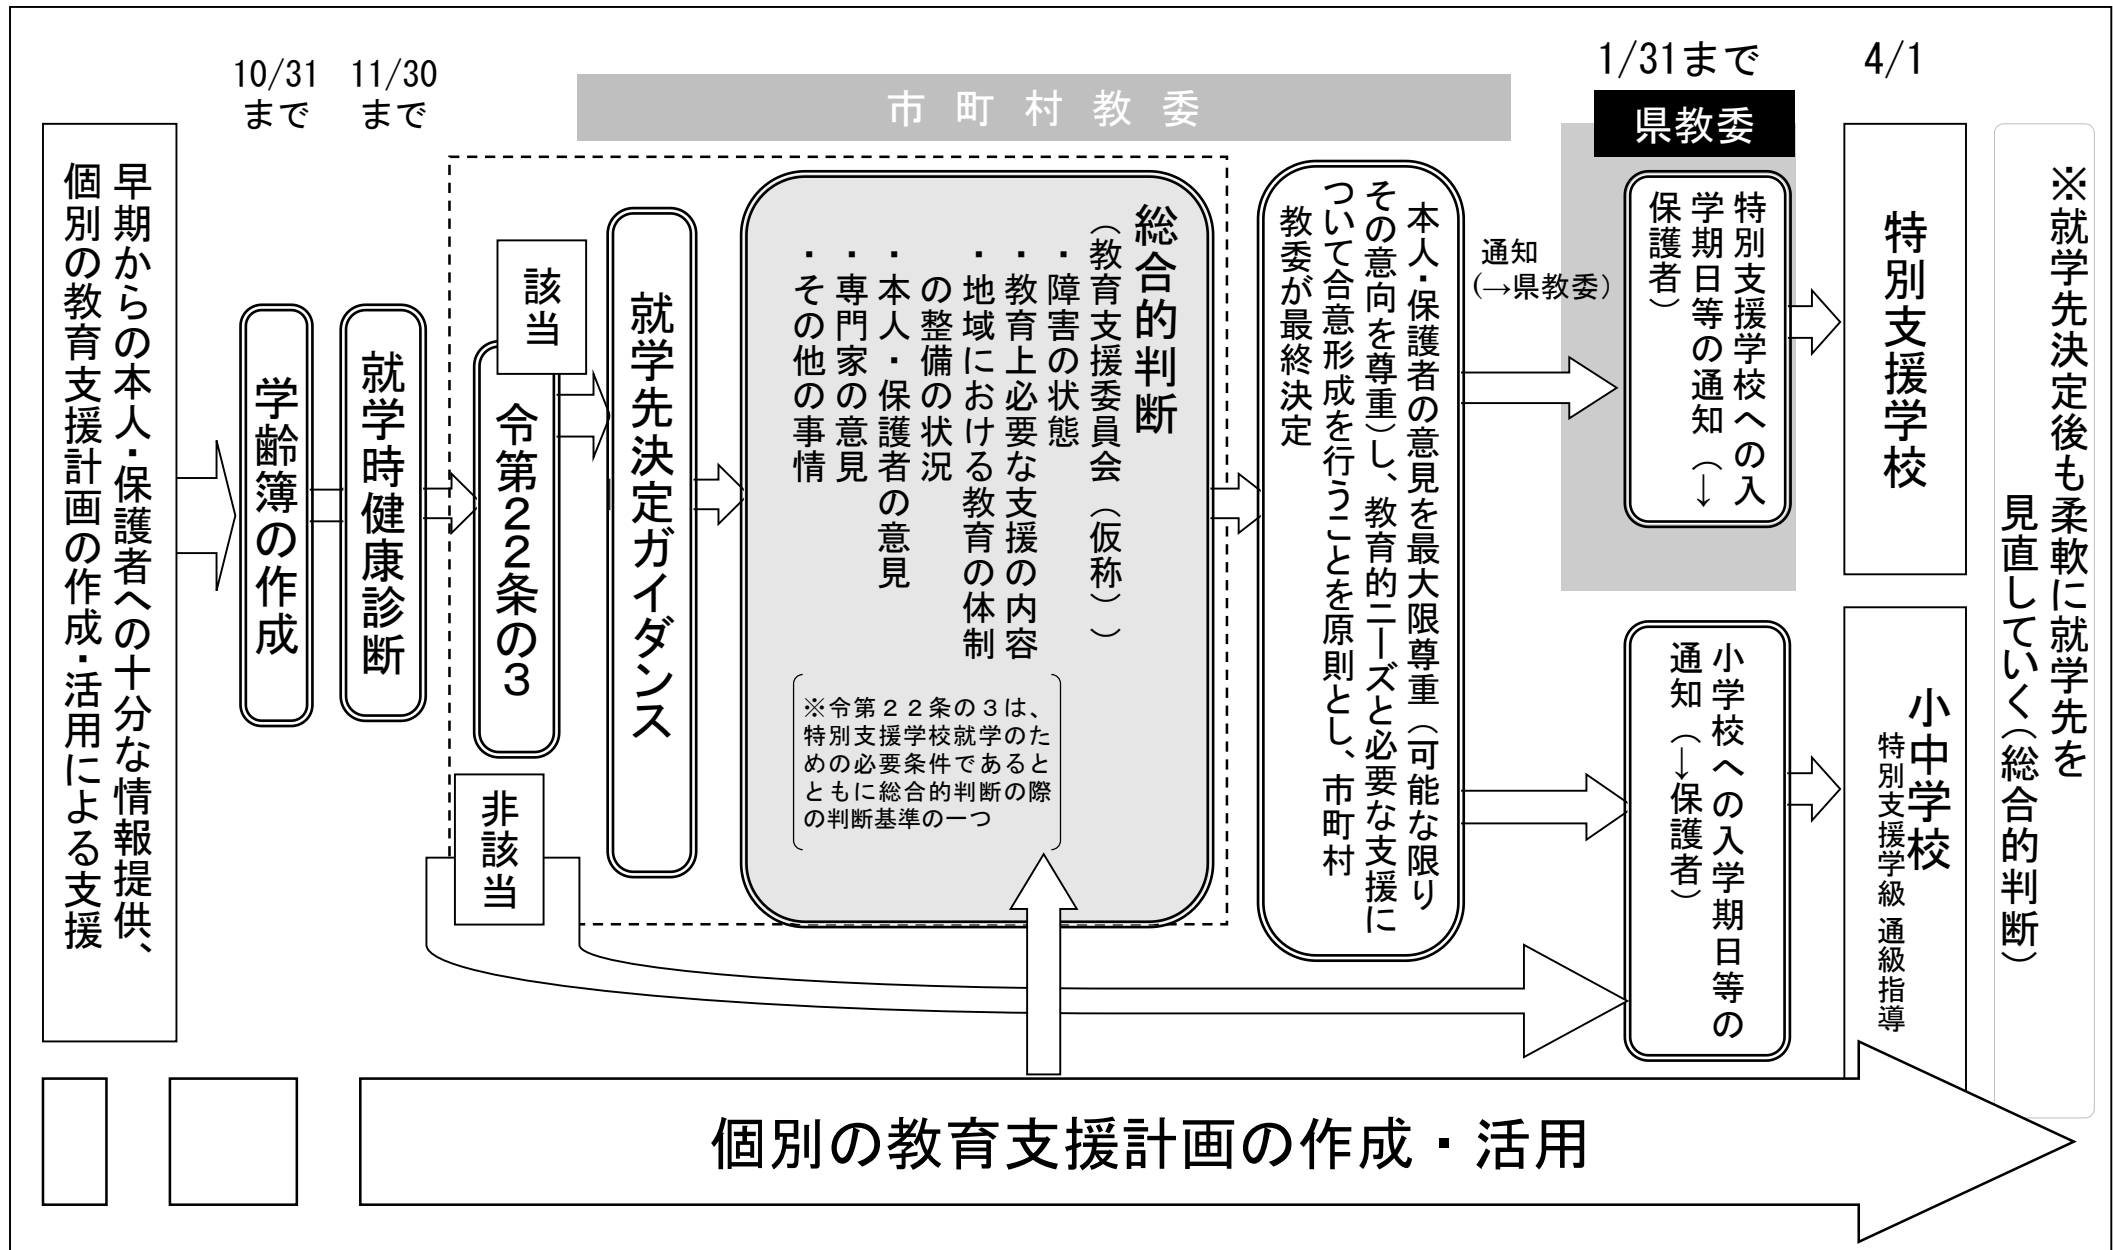 早期からの本人・保護者への十分な情報提供、
個別の教育支援計画の作成・活用による支援
10/31
まで
学齢簿の作成
11/30
まで
就学時健康診断
市町村教委
該当
令第２２条の３
非該当
就学先決定ガイダンス
総合的判断
（教育支援委員会（仮称））
・障害の状態
・教育上必要な支援の内容
・地域における教育の体制
の整備の状況
・本人・保護者の意見
・専門家の意見
・その他の事情
※令第２２条の３は、
特別支援学校就学のた
めの必要条件であると
ともに総合的判断の際
の判断基準の一つ
本人・保護者の意見を最大限尊重（可能な限り
その意向を尊重）し、教育的ニーズと必要な支援に
ついて合意形成を行うことを原則とし、市町村
教委が最終決定
通知
(→県教委）
1/31まで
県教委
特別支援学校への入
学期日等の通知（→
保護者）
小学校への入学期日等の
通知（→保護者）
4/1
特別支援学校
小中学校
特別支援学級 通級指導
※就学先決定後も柔軟に就学先を
見直していく（総合的判断）
個別の教育支援計画の作成・活用